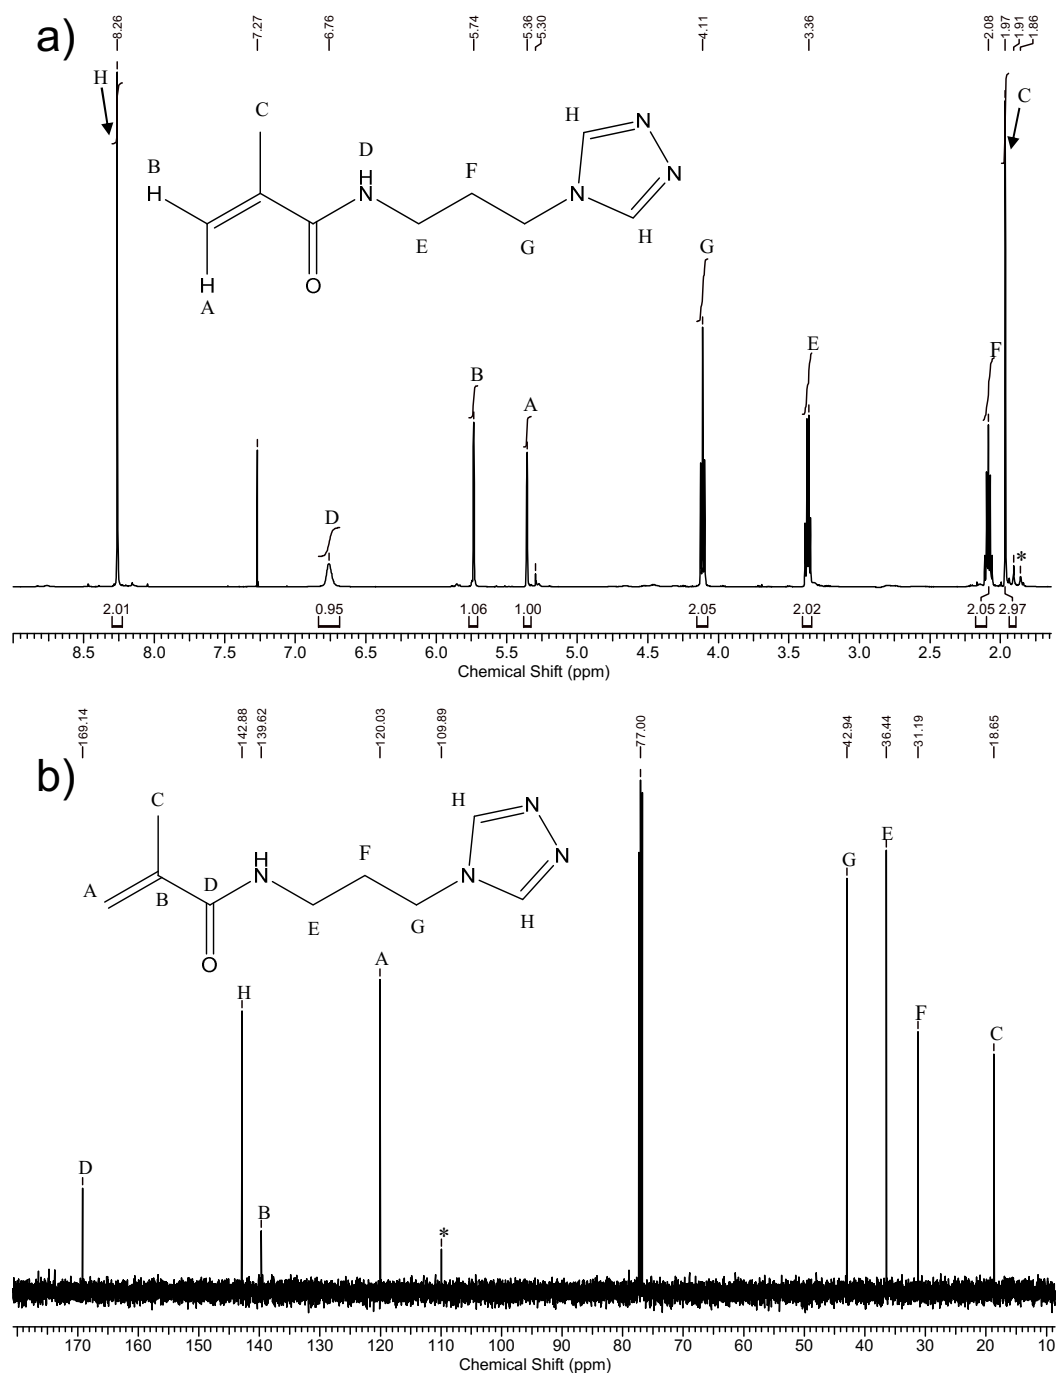 a)
8.26 7.27 6.76 5.74 5.36 5.30 4.11 3.36 2.08 1.97 1.91 1.86
H
C
C
H
N
B
D
H
F
N
H
N
N
E
G
H
H
A
O
G
E
F
B
A
D
*
2.01 0.95 1.06 1.00 2.05 2.02 2.05 2.97
8.5 8.0 7.0 6.5 6.0 5.5 5.0 4.5 4.0 3.5 3.0 2.5 2.0
Chemical Shift (ppm)
169.14 142.88 139.62 120.03 109.89 77.00 42.94 36.44 31.19 18.65
b)
C
H
N
F
H
N
N
A
B
D
H
N
E
G
H
O
G
E
A
H
F
C
D
B
*
170 160 150 140 130 120 110 100 90 80 70 60 50 40 30 20 10
Chemical Shift (ppm)